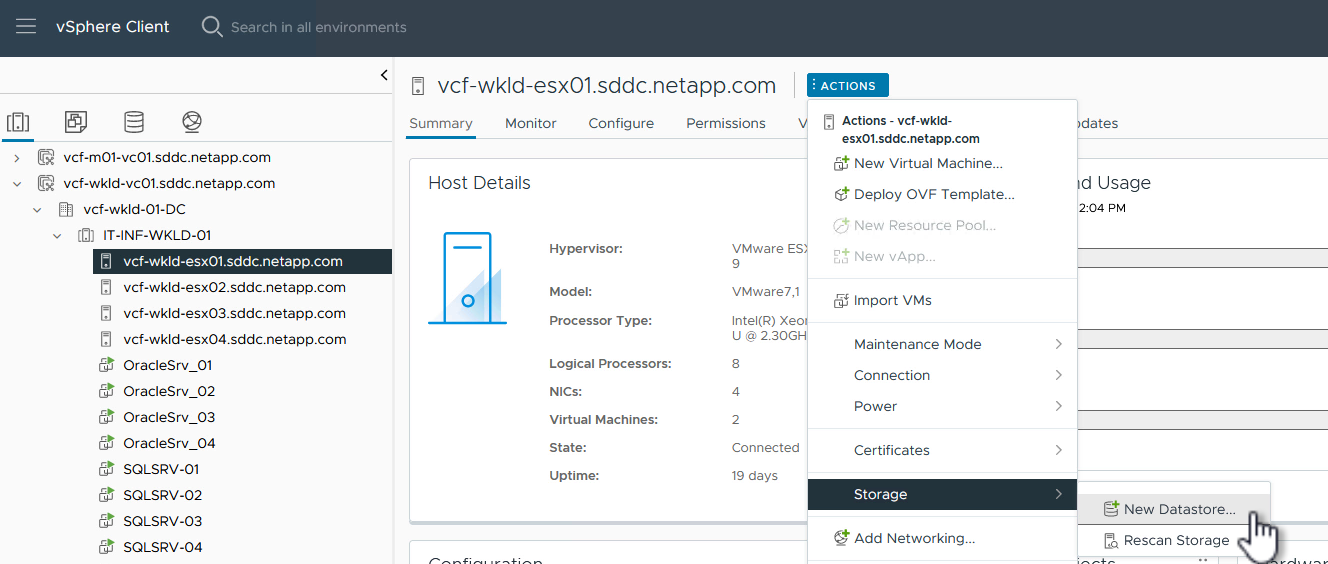 vSphere Client
Search in all environments
vcf-m01-vc01.sddc.netapp.com
vcf-wkld-vc01.sddc.netapp.com
vcf-wkld-01-DC
IT-INF-WKLD-01
vcf-wkld-esx01.sddc.netapp.com
vcf-wkld-esx02.sddc.netapp.com
vcf-wkld-esx03.sddc.netapp.com
vcf-wkld-esx04.sddc.netapp.com
OracleSrv_01
OracleSrv_02
OracleSrv_03
OracleSrv_04
SQLSRV-01
SQLSRV-02
SQLSRV-03
SQLSRV-04
vcf-wkld-esx01.sddc.netapp.com
ACTIONS
Summary Monitor Configure Permissions V pdates
Host Details
Hypervisor: VMware ESX
9
Model: VMware7,1
Processor Type: Intel(R) Xeon
U @ 2.30GH
Logical Processors: 8
NICs: 4
Virtual Machines: 2
State: Connected
Uptime: 19 days
Configuration
Actions - vcf-wkld-
esx01.sddc.netapp.com
New Virtual Machine...
Deploy OVF Template...
New Resource Pool...
New vApp...
Import VMs
Maintenance Mode
Connection
Power
Certificates
Storage
Add Networking...
New Datastore...
Rescan Storage
nd Usage
2:04 PM